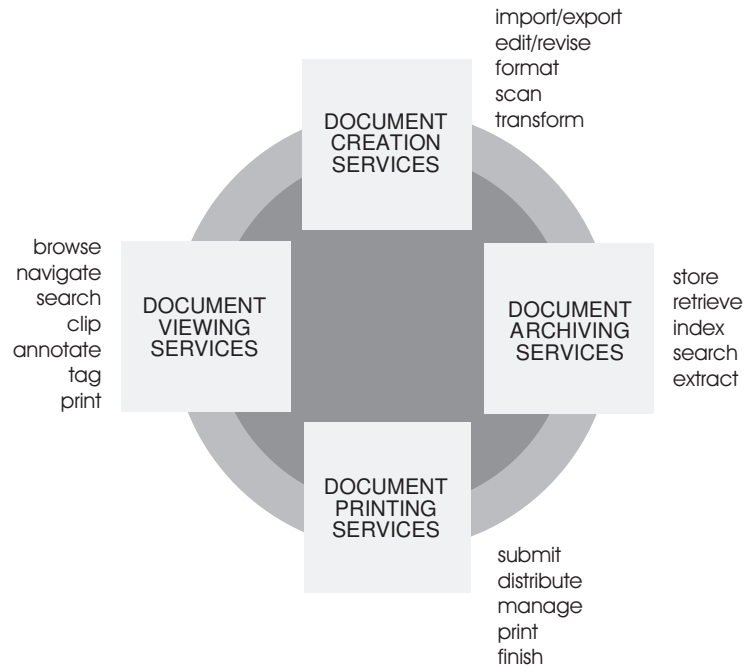 import/export
edit/revise
format
scan
transform
DOCUMENT
CREATION
SERVICES
browse
navigate
search
clip
annotate
tag
print
DOCUMENT
VIEWING
SERVICES
DOCUMENT
ARCHIVING
SERVICES
store
retrieve
index
search
extract
DOCUMENT
PRINTING
SERVICES
submit
distribute
manage
print
finish